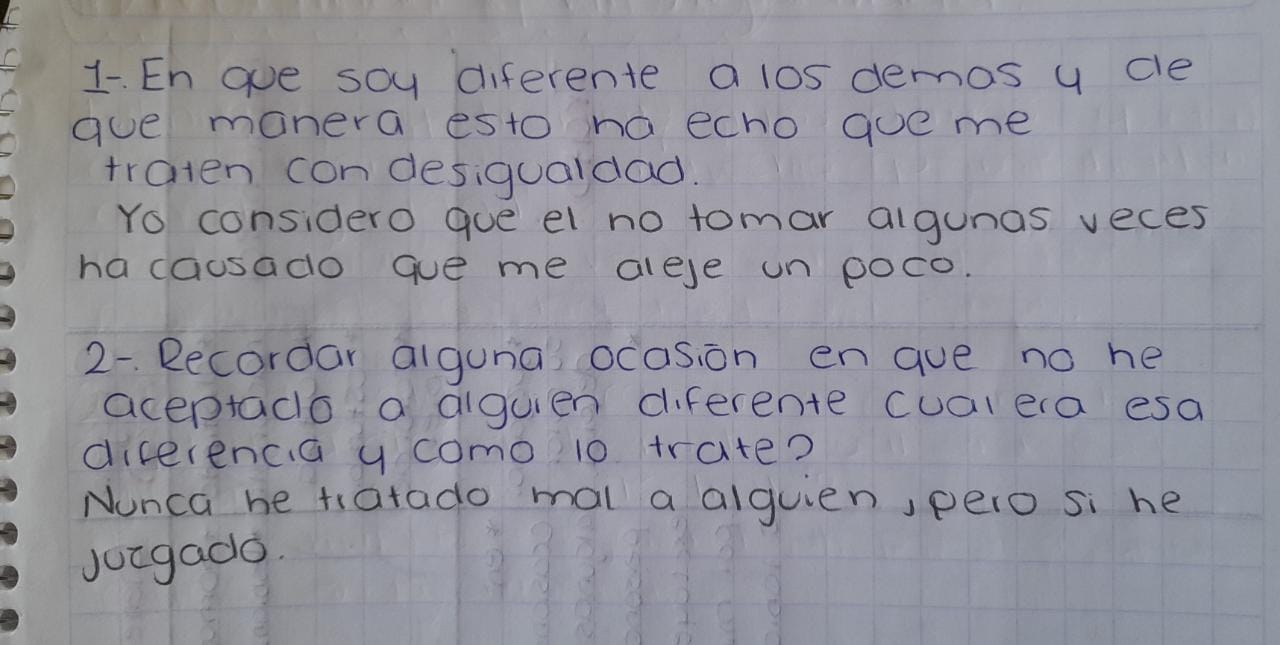 1-. En que soy diferente a los demas y de
que manera esto ha echo que me
traten con desigualdad.
Yo considero que el no tomar algunas veces
ha causado que me aleje un poco.
2-. Recordar alguna ocasión en que no he
aceptado a alguien diferente cual era esa
diferencia y como lo trate?
Nunca he tratado mal a alguien, pero si he
juzgado.